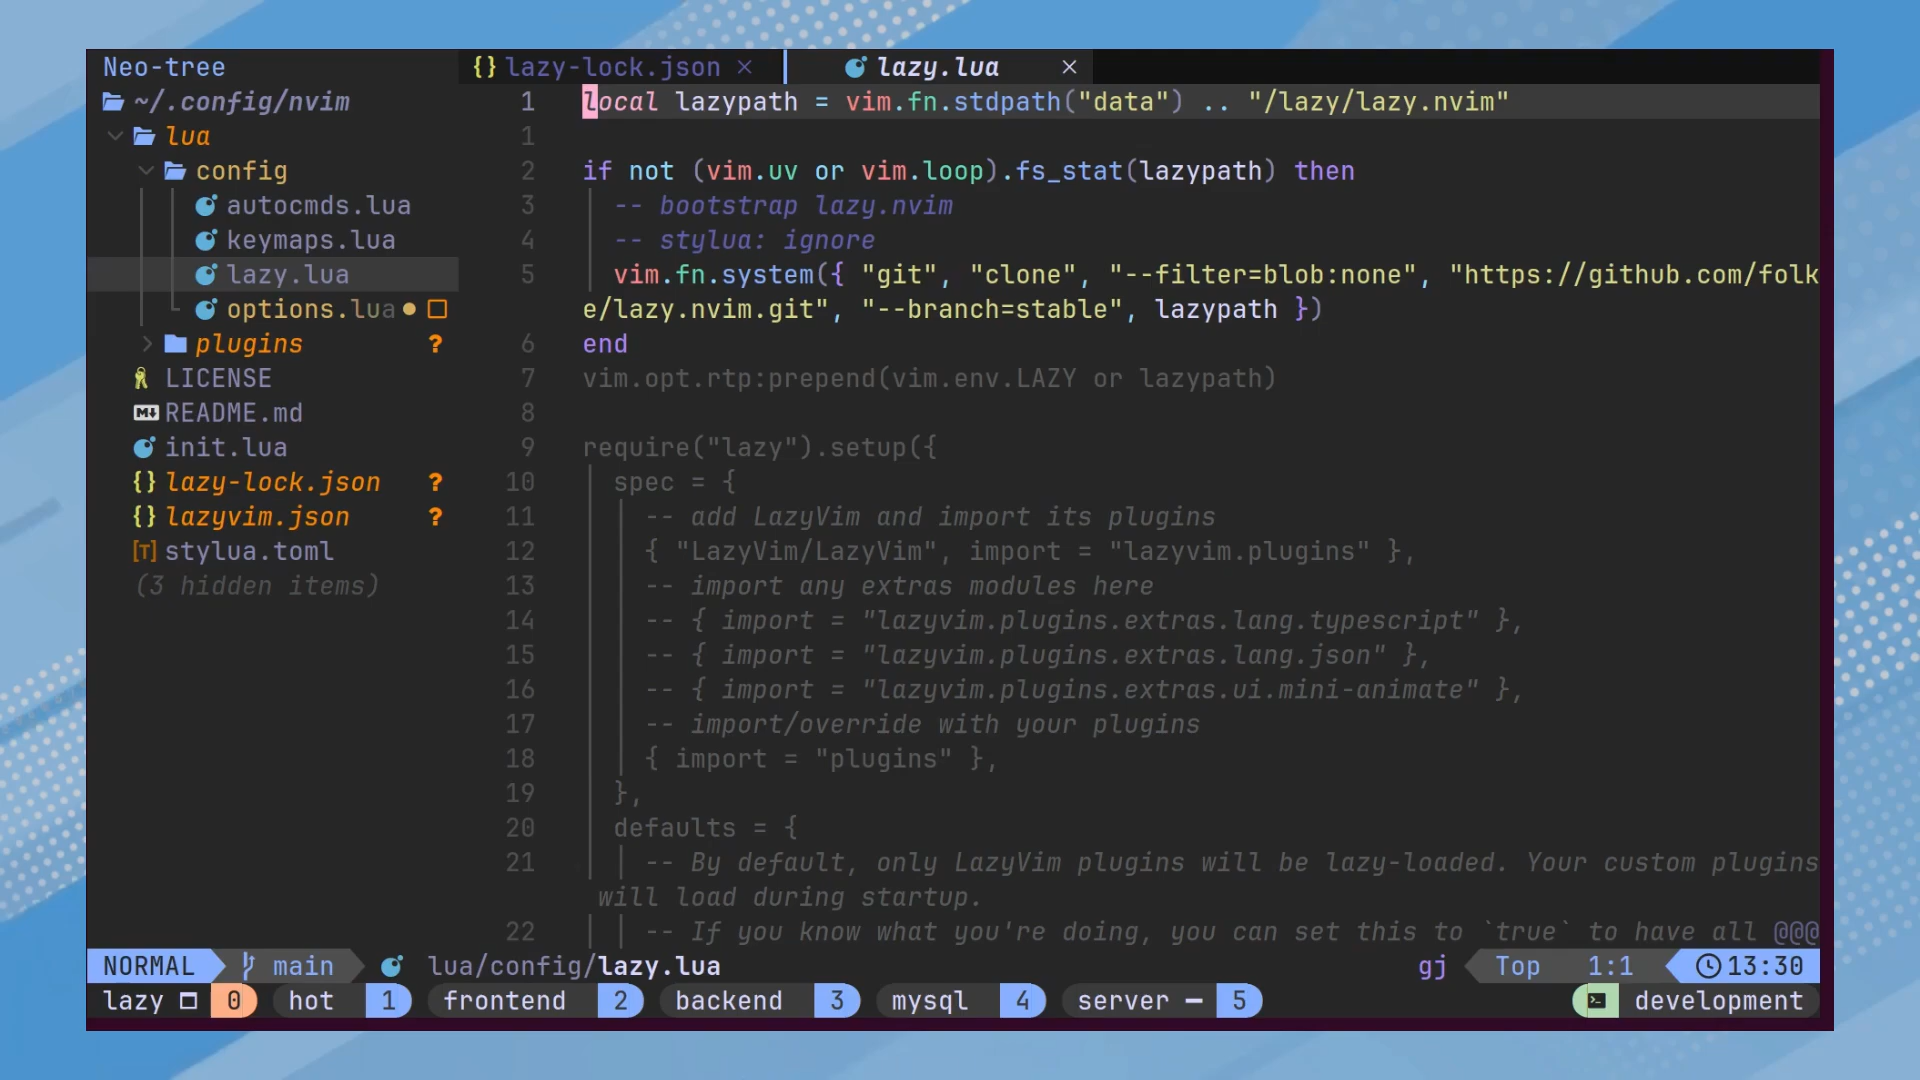 Neo-tree
~/.config/nvim
lua
config
autocmds.lua
keymaps.lua
lazy.lua
options.lua
plugins ?
LICENSE
README.md
init.lua
{} lazy-lock.json ?
{} lazyvim.json ?
[T] stylua.toml
(3 hidden items)
{} lazy-lock.json ×
lazy.lua ×
1 local lazypath = vim.fn.stdpath("data") .. "/lazy/lazy.nvim"
1
2 if not (vim.uv or vim.loop).fs_stat(lazypath) then
3 -- bootstrap lazy.nvim
4 -- stylua: ignore
5 vim.fn.system({ "git", "clone", "--filter=blob:none", "https://github.com/folk
e/lazy.nvim.git", "--branch=stable", lazypath })
6 end
7 vim.opt.rtp:prepend(vim.env.LAZY or lazypath)
8
9 require("lazy").setup({
10 spec = {
11 -- add LazyVim and import its plugins
12 { "LazyVim/LazyVim", import = "lazyvim.plugins" },
13 -- import any extras modules here
14 -- { import = "lazyvim.plugins.extras.lang.typescript" },
15 -- { import = "lazyvim.plugins.extras.lang.json" },
16 -- { import = "lazyvim.plugins.extras.ui.mini-animate" },
17 -- import/override with your plugins
18 { import = "plugins" },
19 },
20 defaults = {
21 -- By default, only LazyVim plugins will be lazy-loaded. Your custom plugins
will load during startup.
22 -- If you know what you're doing, you can set this to `true` to have all @@@
NORMAL main lua/config/lazy.lua gj Top 1:1 13:30
lazy 0 hot 1 frontend 2 backend 3 mysql 4 server - 5 development